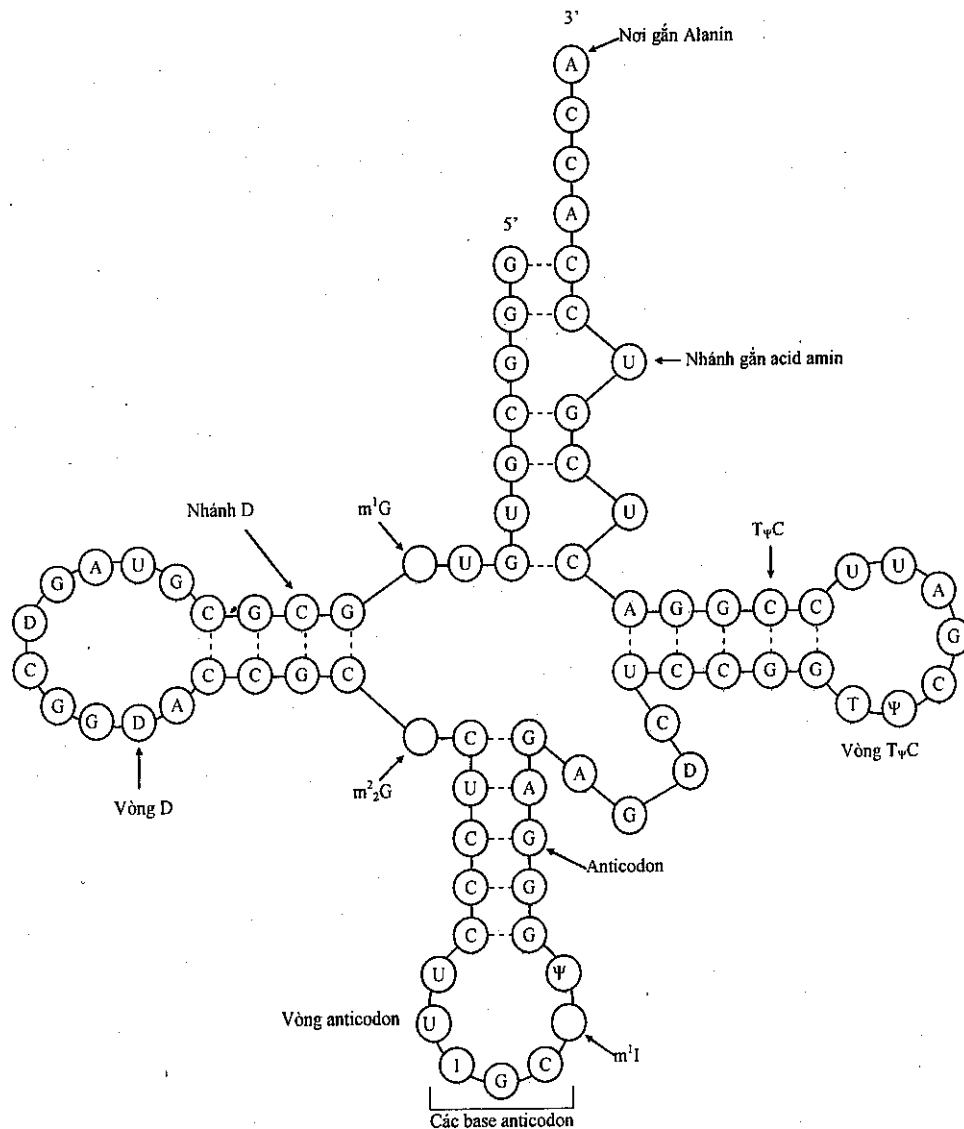 3’
Nơi gắn Alanin
A
C
C
A
5’
G C
G C
G U Nhánh gắn acid amin
C G
G C
Nhánh D m¹G U U TψC
A U U G C U U
D G G C G C G A G G C C A
G
C C C G C U C C G G C
G G D A T Ψ
C G C Vòng TψC
Vòng D m²₂G U A A D
C G G
Anticodon
C G
C G
U Ψ
Vòng anticodon U m¹I
I G C
Các base anticodon